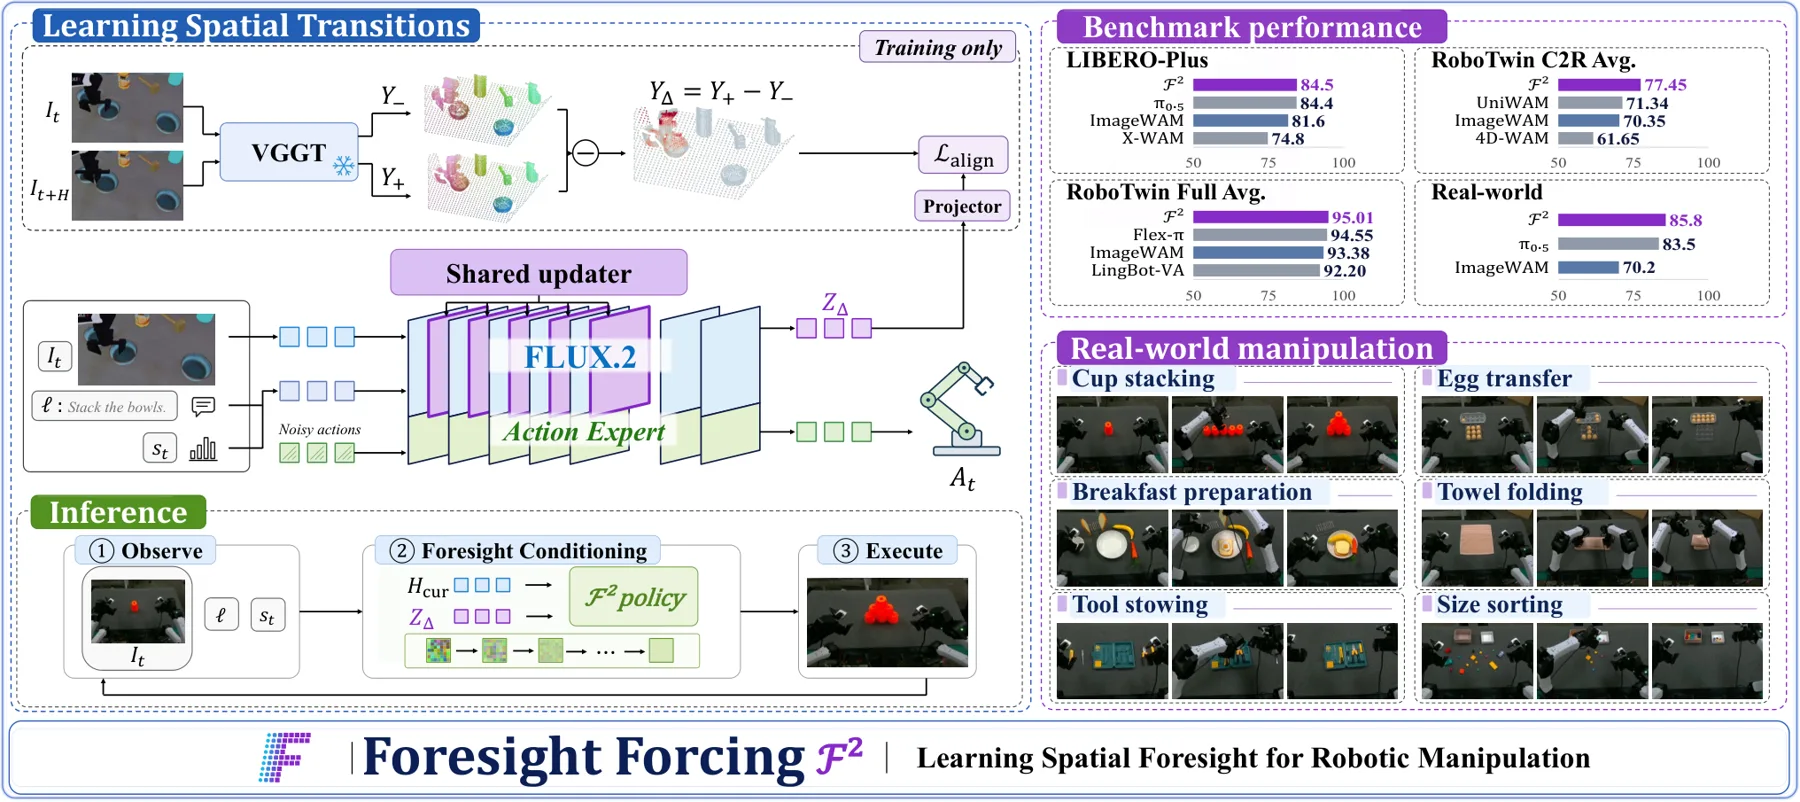 Learning Spatial Transitions
Training only
I_t
I_{t+H}
VGGT
Y_−
Y_+
Y_Δ = Y_+ − Y_−
ℒ_align
Projector
Shared updater
I_t
ℓ : Stack the bowls.
s_t
Noisy actions
FLUX.2
Action Expert
Z_Δ
A_t
Inference
① Observe
I_t
ℓ
s_t
② Foresight Conditioning
H_cur
Z_Δ
ℱ² policy
...
③ Execute
Benchmark performance
LIBERO-Plus
ℱ² 84.5
π₀.₅ 84.4
ImageWAM 81.6
X-WAM 74.8
50 75 100
RoboTwin C2R Avg.
ℱ² 77.45
UniWAM 71.34
ImageWAM 70.35
4D-WAM 61.65
50 75 100
RoboTwin Full Avg.
ℱ² 95.01
Flex-π 94.55
ImageWAM 93.38
LingBot-VA 92.20
50 75 100
Real-world
ℱ² 85.8
π₀.₅ 83.5
ImageWAM 70.2
50 75 100
Real-world manipulation
Cup stacking
Egg transfer
Breakfast preparation
Towel folding
Tool stowing
Size sorting
F
Foresight Forcing ℱ²
Learning Spatial Foresight for Robotic Manipulation